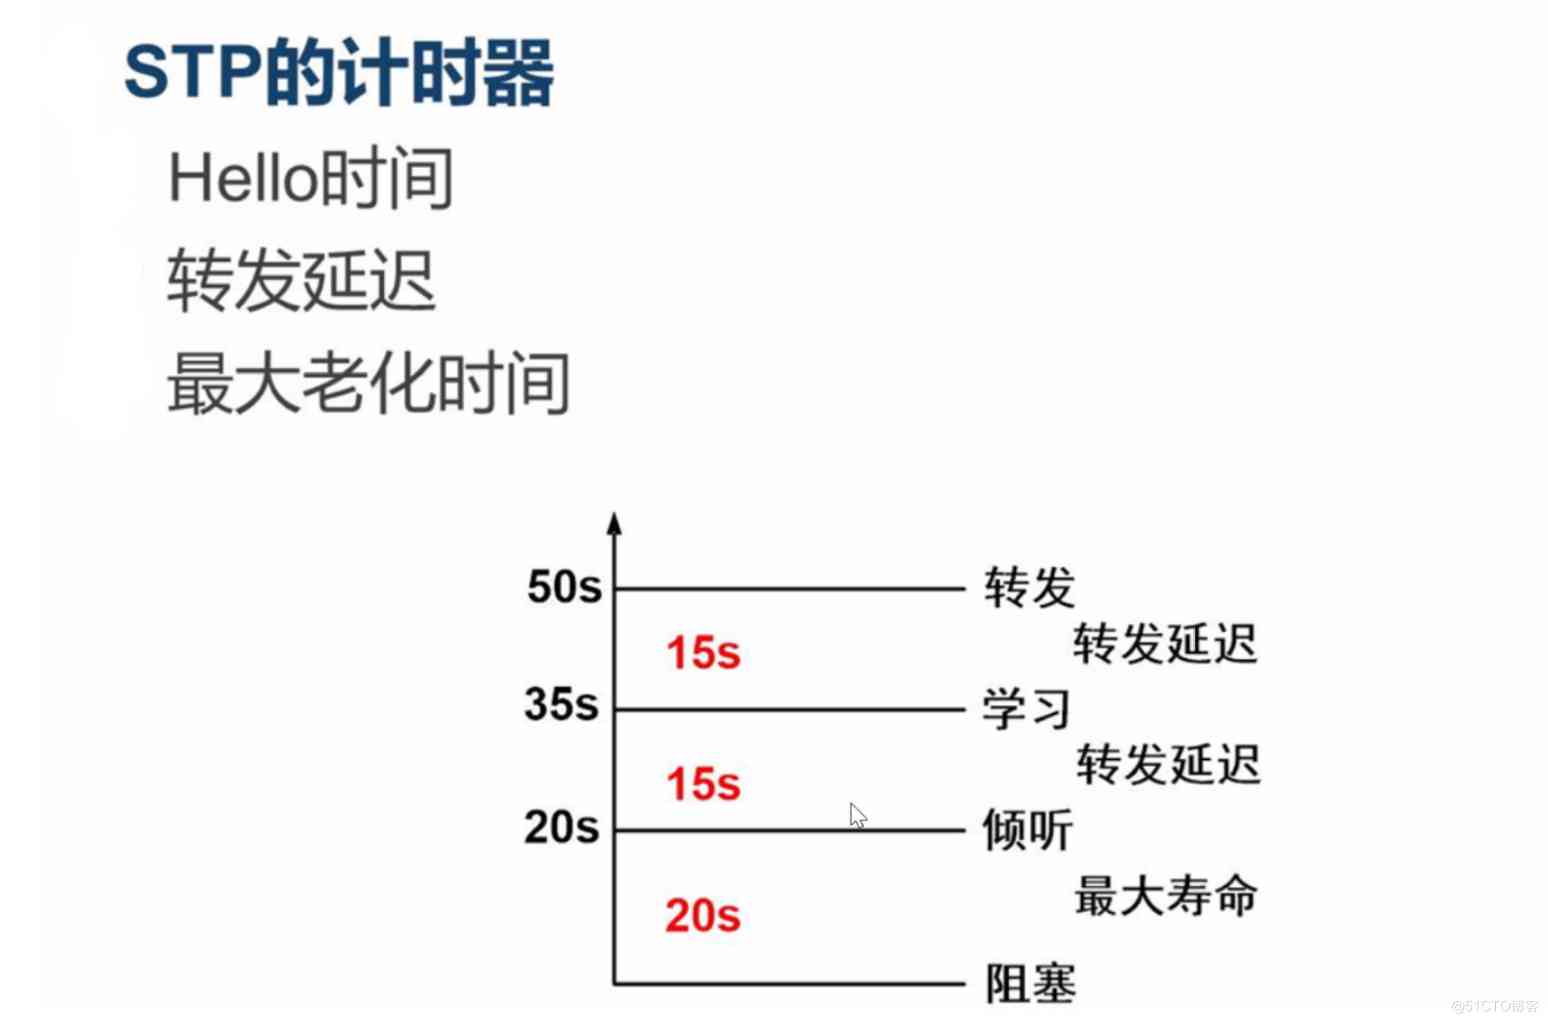 STP的计时器
Hello时间
转发延迟
最大老化时间
50s 转发
15s 转发延迟
35s 学习
15s 转发延迟
20s 倾听
20s 最大寿命
阻塞
@51CTO博客